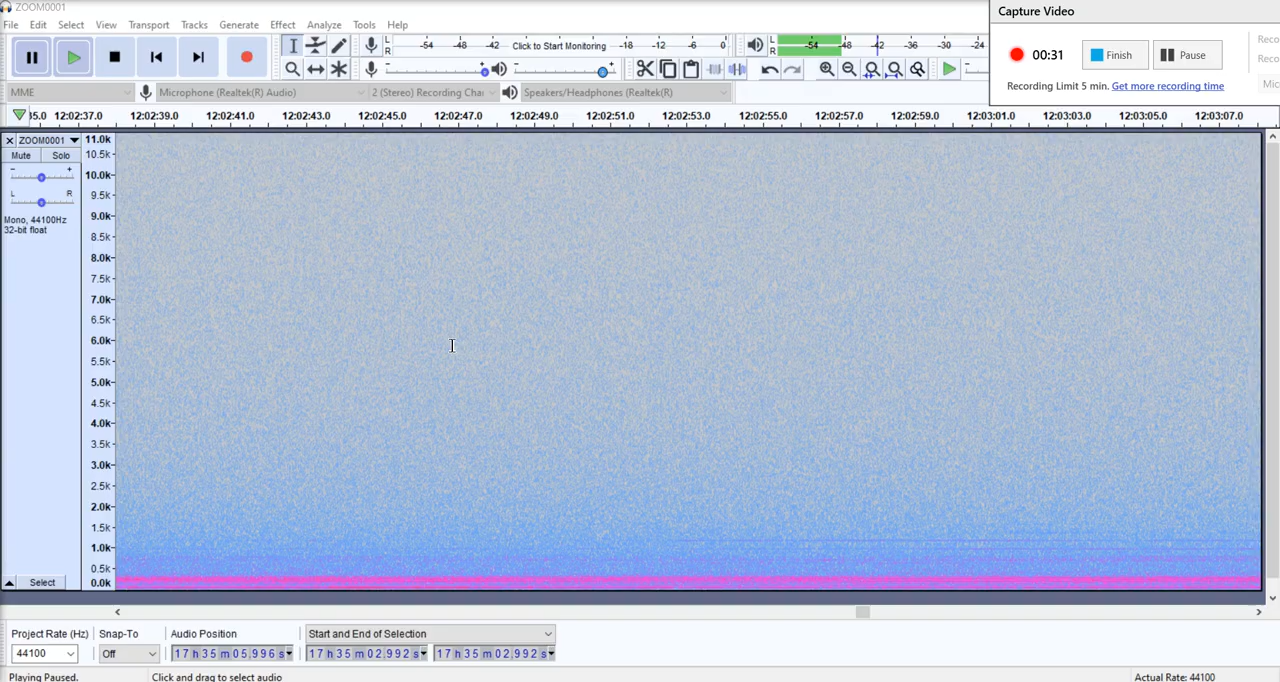 ZOOM0001
File Edit Select View Transport Tracks Generate Effect Analyze Tools Help
Capture Video
00:31 Finish Pause
Recording Limit 5 min. Get more recording time
Reco
Reco
Mic
L R -54 -48 -42 Click to Start Monitoring -18 -12 -6 0
L R -54 -48 -42 -36 -30 -24
MME Microphone (Realtek(R) Audio) 2 (Stereo) Recording Chan Speakers/Headphones (Realtek(R)
35.0 12:02:37.0 12:02:39.0 12:02:41.0 12:02:43.0 12:02:45.0 12:02:47.0 12:02:49.0 12:02:51.0 12:02:53.0 12:02:55.0 12:02:57.0 12:02:59.0 12:03:01.0 12:03:03.0 12:03:05.0 12:03:07.0
ZOOM0001
Mute Solo
- +
L R
Mono, 44100Hz
32-bit float
Select
11.0k
10.5k
10.0k
9.5k
9.0k
8.5k
8.0k
7.5k
7.0k
6.5k
6.0k
5.5k
5.0k
4.5k
4.0k
3.5k
3.0k
2.5k
2.0k
1.5k
1.0k
0.5k
0.0k
Project Rate (Hz) Snap-To Audio Position Start and End of Selection
44100 Off 17 h 35 m 05,996 s 17 h 35 m 02,992 s 17 h 35 m 02,992 s
Playing Paused. Click and drag to select audio Actual Rate: 44100